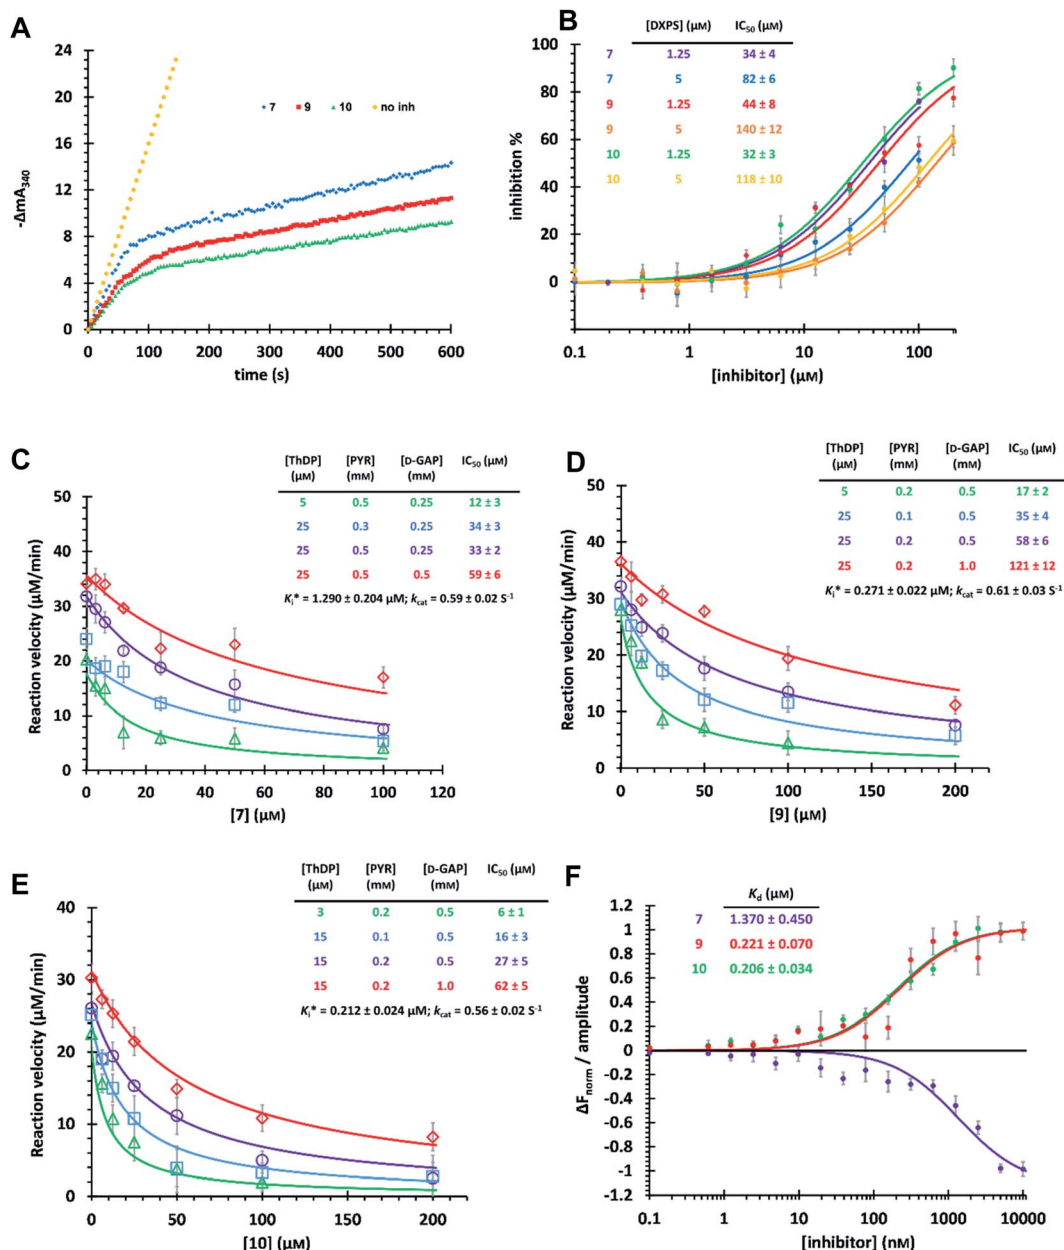 A
24
20
16
12
8
4
0
-ΔmA340
7 9 10 no inh
0 100 200 300 400 500 600
time (s)
B
[DXPS] (μM) IC50 (μM)
7 1.25 34 ± 4
7 5 82 ± 6
9 1.25 44 ± 8
9 5 140 ± 12
10 1.25 32 ± 3
10 5 118 ± 10
100
80
60
40
20
0
inhibition %
0.1 1 10 100
[inhibitor] (μM)
C
[ThDP] [PYR] [D-GAP] IC50 (μM)
(μM) (mM) (mM)
5 0.5 0.25 12 ± 3
25 0.3 0.25 34 ± 3
25 0.5 0.25 33 ± 2
25 0.5 0.5 59 ± 6
Ki* = 1.290 ± 0.204 μM; kcat = 0.59 ± 0.02 S-1
50
40
30
20
10
0
Reaction velocity (μM/min)
0 20 40 60 80 100 120
[7] (μM)
D
[ThDP] [PYR] [D-GAP] IC50 (μM)
(μM) (mM) (mM)
5 0.2 0.5 17 ± 2
25 0.1 0.5 35 ± 4
25 0.2 0.5 58 ± 6
25 0.2 1.0 121 ± 12
Ki* = 0.271 ± 0.022 μM; kcat = 0.61 ± 0.03 S-1
50
40
30
20
10
0
Reaction velocity (μM/min)
0 50 100 150 200
[9] (μM)
E
[ThDP] [PYR] [D-GAP] IC50 (μM)
(μM) (mM) (mM)
3 0.2 0.5 6 ± 1
15 0.1 0.5 16 ± 3
15 0.2 0.5 27 ± 5
15 0.2 1.0 62 ± 5
Ki* = 0.212 ± 0.024 μM; kcat = 0.56 ± 0.02 S-1
40
30
20
10
0
Reaction velocity (μM/min)
0 50 100 150 200
[10] (μM)
F
Kd (μM)
7 1.370 ± 0.450
9 0.221 ± 0.070
10 0.206 ± 0.034
1.2
1
0.8
0.6
0.4
0.2
0
-0.2
-0.4
-0.6
-0.8
-1
-1.2
ΔFnorm / amplitude
0.1 1 10 100 1000 10000
[inhibitor] (nM)